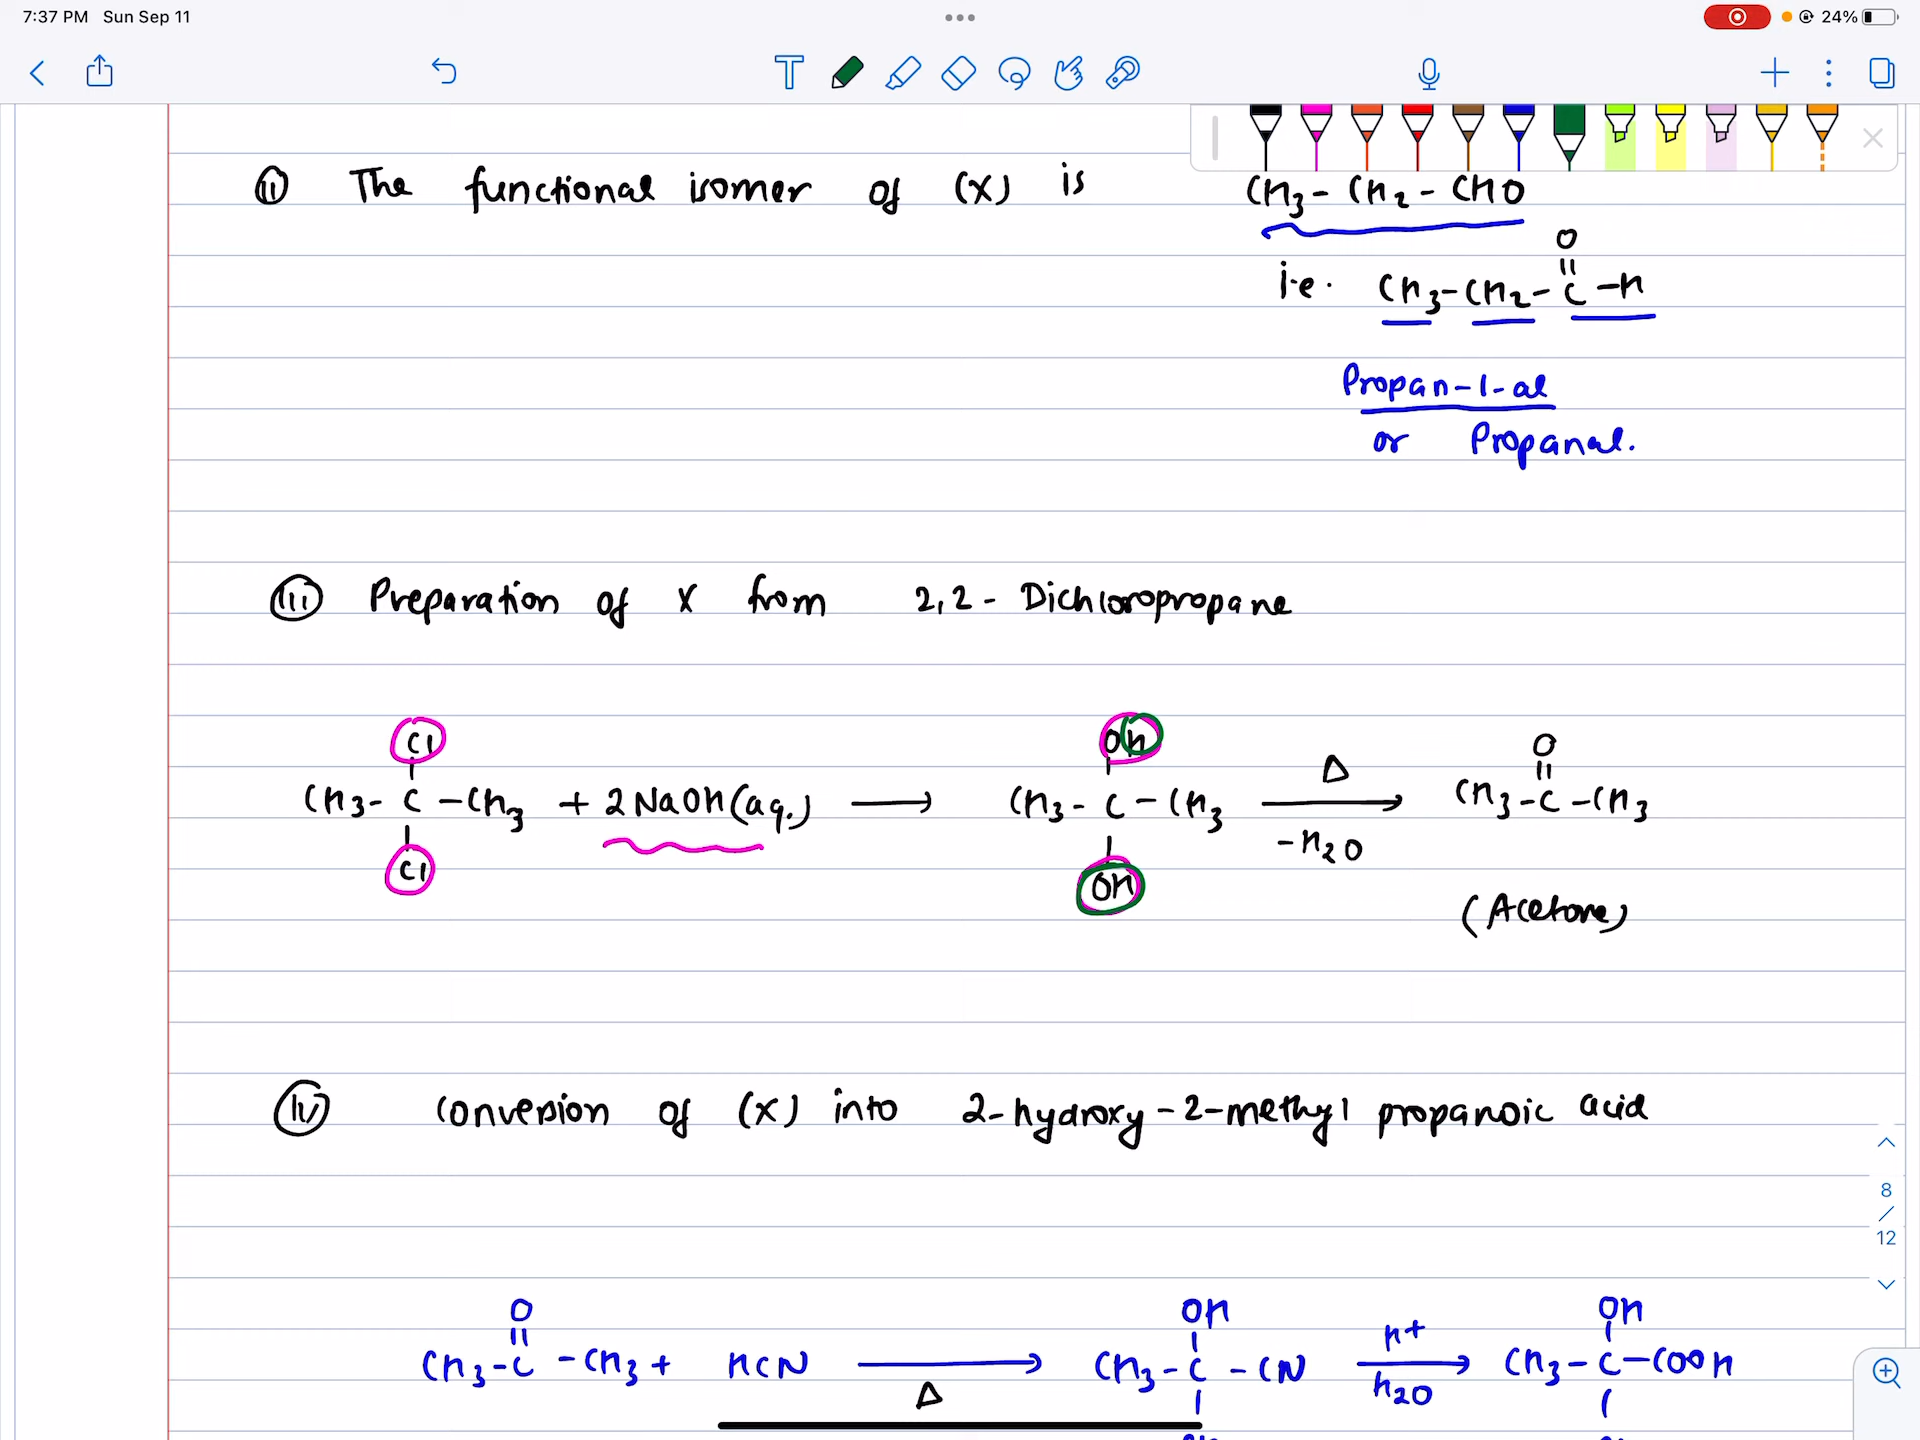 7:37 PM Sun Sep 11
24%
(ii) The functional isomer of (X) is CH3-CH2-CHO
O
||
i.e. CH3-CH2-C-H
Propan-1-al
or Propanal.
(iii) Preparation of X from 2,2-Dichloropropane
Cl OH O
| | Δ ||
CH3-C-CH3 + 2NaOH(aq.) → CH3-C-CH3 → CH3-C-CH3
| | -H2O
Cl OH (Acetone)
(iv) Convesion of (X) into 2-hydroxy-2-methyl propanoic acid
8
/
12
O OH OH
|| | H+ |
CH3-C-CH3 + HCN → CH3-C-CN → CH3-C-COOH
Δ | H2O |